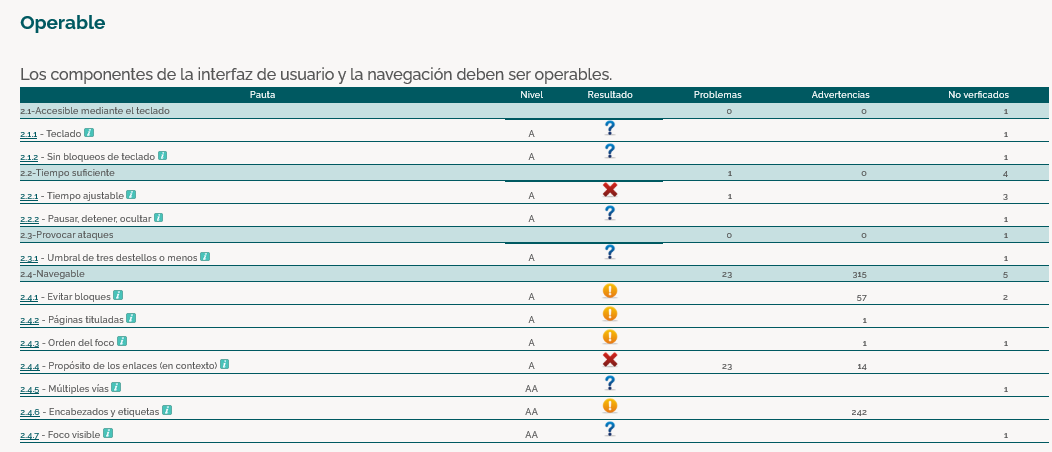 Operable
Los componentes de la interfaz de usuario y la navegación deben ser operables.
Pauta Nivel Resultado Problemas Advertencias No verficados
2.1-Accesible mediante el teclado 0 0 1
2.1.1 - Teclado i A ? 1
2.1.2 - Sin bloqueos de teclado i A ? 1
2.2-Tiempo suficiente 1 0 4
2.2.1 - Tiempo ajustable i A 1 3
2.2.2 - Pausar, detener, ocultar i A ? 1
2.3-Provocar ataques 0 0 1
2.3.1 - Umbral de tres destellos o menos i A ? 1
2.4-Navegable 23 315 5
2.4.1 - Evitar bloques i A ! 57 2
2.4.2 - Páginas tituladas i A ! 1
2.4.3 - Orden del foco i A ! 1 1
2.4.4 - Propósito de los enlaces (en contexto) i A 23 14
2.4.5 - Múltiples vías i AA ? 1
2.4.6 - Encabezados y etiquetas i AA ! 242
2.4.7 - Foco visible i AA ? 1